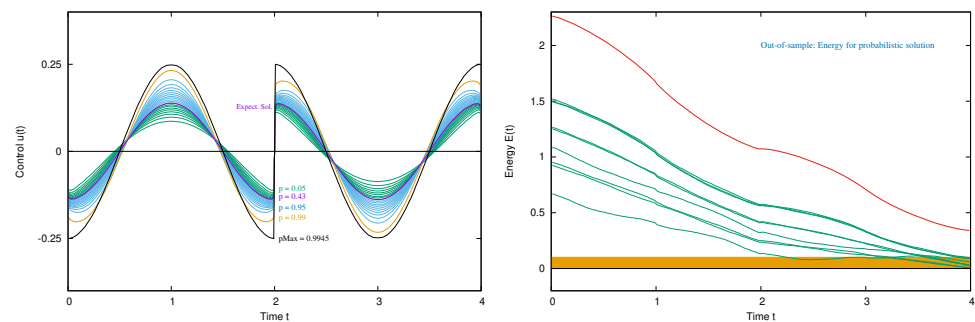 0.25
0
-0.25
Control u(t)
Expect. Sol.
p = 0.05
p = 0.43
p = 0.95
p = 0.99
pMax = 0.9945
0 1 2 3 4
Time t
2
1.5
1
0.5
0
Energy E(t)
Out-of-sample: Energy for probabilistic solution
0 1 2 3 4
Time t